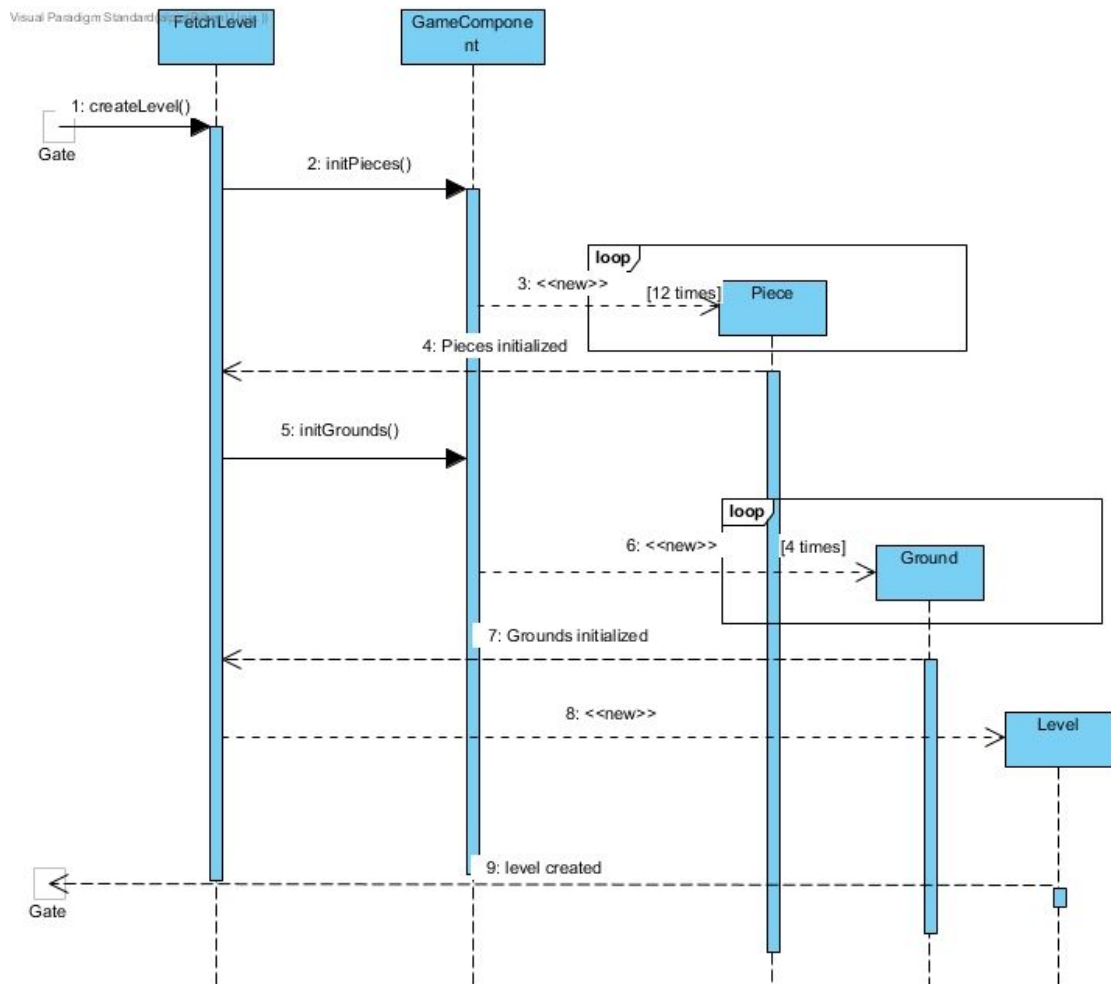 Visual Paradigm Standard
FetchLevel
GameCompone
nt
1: createLevel()
Gate
2: initPieces()
loop
3: <<new>>
[12 times]
Piece
4: Pieces initialized
5: initGrounds()
loop
6: <<new>>
[4 times]
Ground
7: Grounds initialized
8: <<new>>
Level
9: level created
Gate